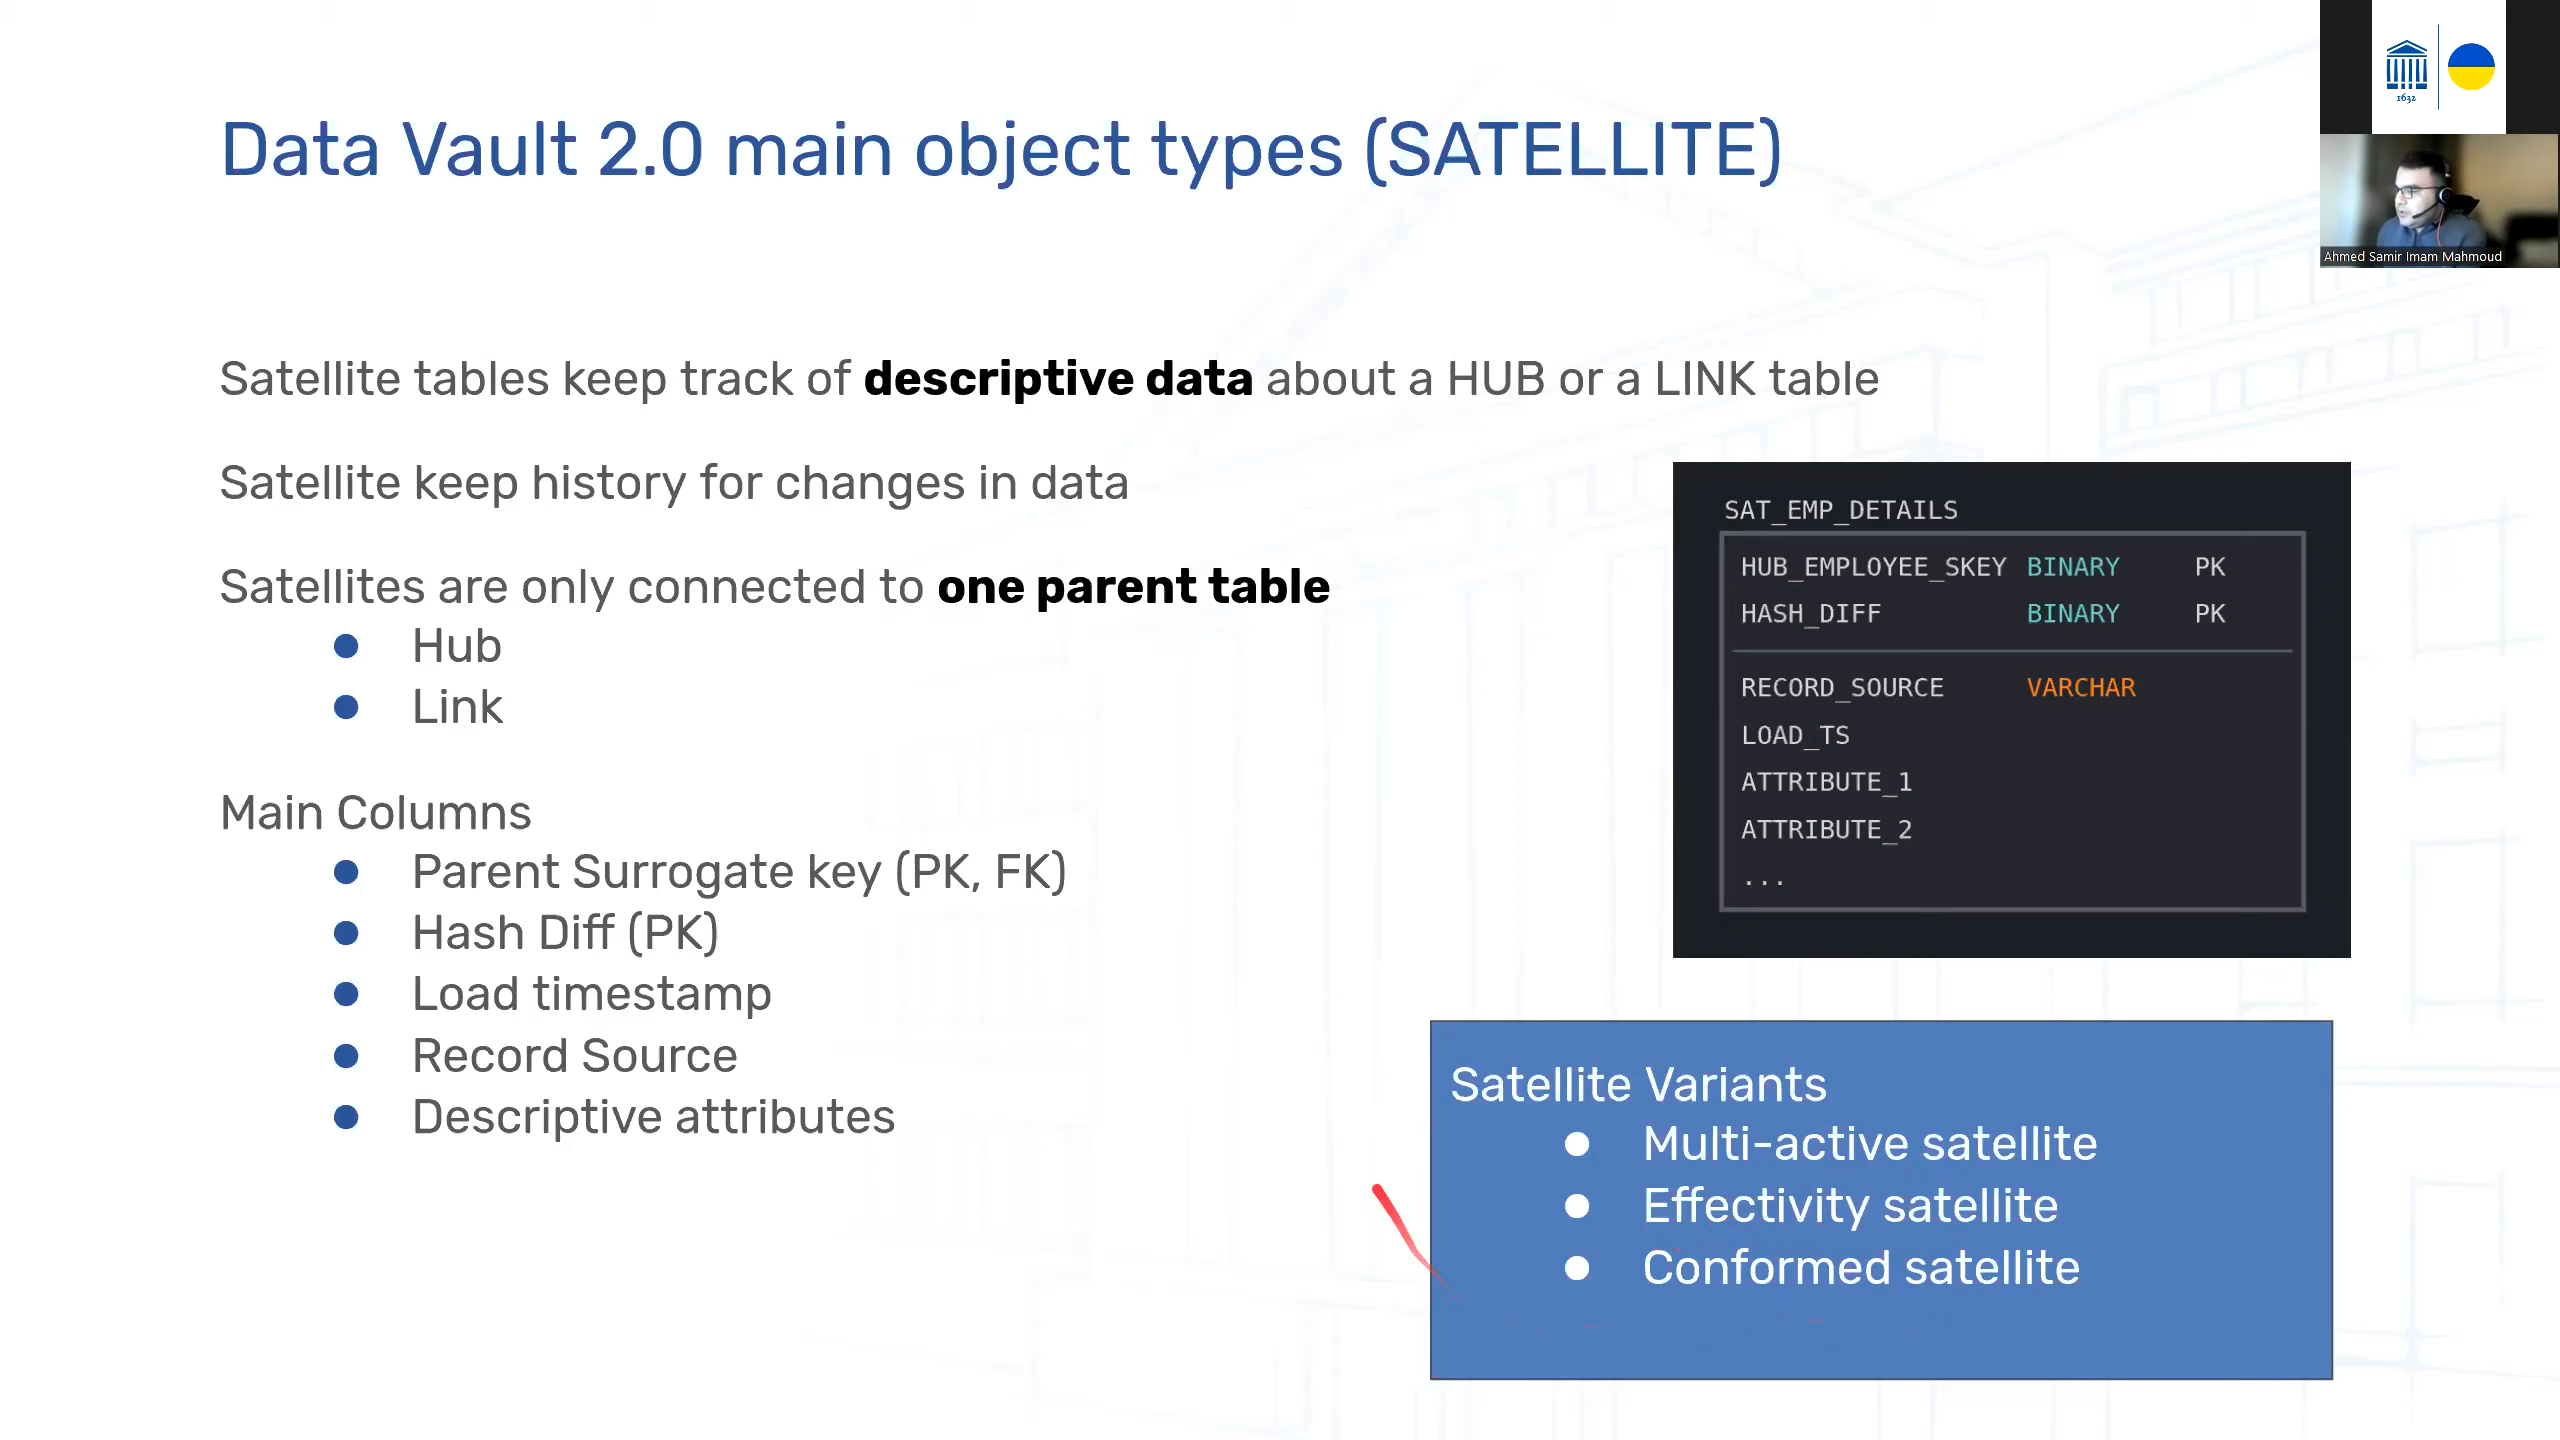 1632
Data Vault 2.0 main object types (SATELLITE)
Ahmed Samir Imam Mahmoud
Satellite tables keep track of descriptive data about a HUB or a LINK table
Satellite keep history for changes in data
Satellites are only connected to one parent table
● Hub
● Link
Main Columns
● Parent Surrogate key (PK, FK)
● Hash Diff (PK)
● Load timestamp
● Record Source
● Descriptive attributes
SAT_EMP_DETAILS
HUB_EMPLOYEE_SKEY BINARY PK
HASH_DIFF BINARY PK
RECORD_SOURCE VARCHAR
LOAD_TS
ATTRIBUTE_1
ATTRIBUTE_2
...
Satellite Variants
● Multi-active satellite
● Effectivity satellite
● Conformed satellite